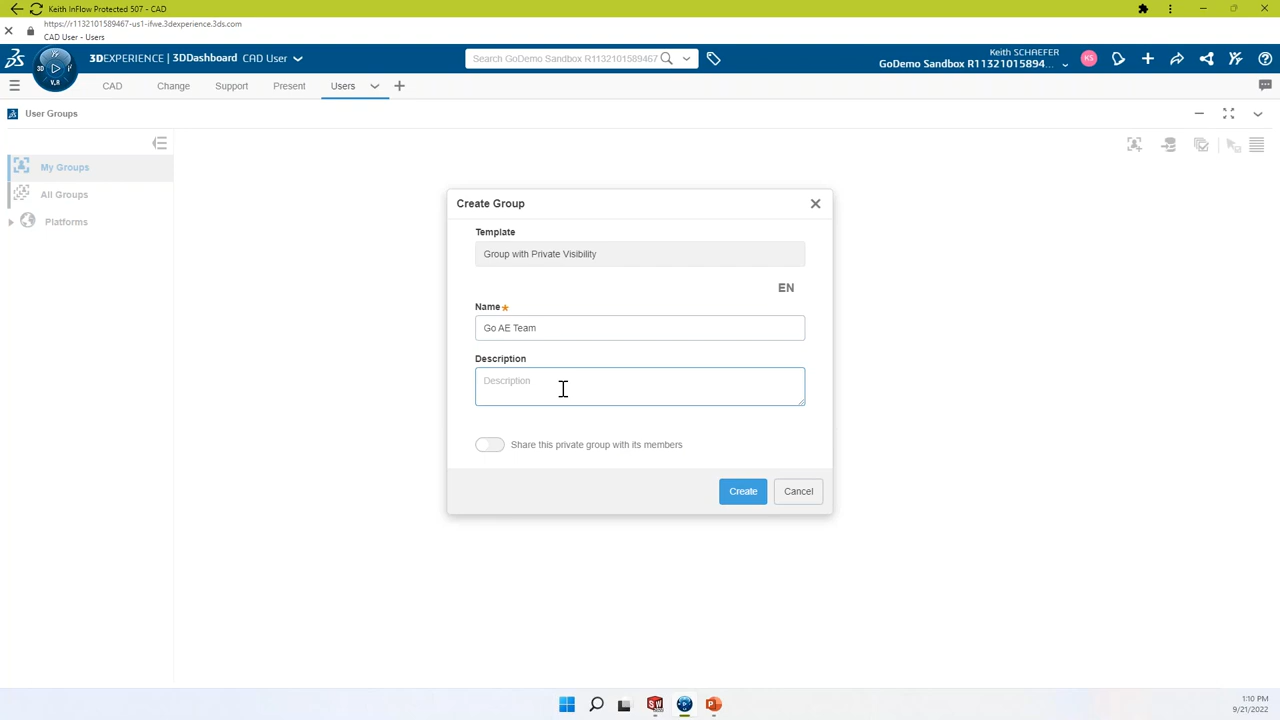 Keith InFlow Protected 507 - CAD
https://r1132101589467-us1-ifwe.3dexperience.3ds.com
CAD User - Users
3DEXPERIENCE | 3DDashboard CAD User
Search GoDemo Sandbox R1132101589467
Keith SCHAEFER
GoDemo Sandbox R11321015894...
KS
3D
V.R
CAD
Change
Support
Present
Users
User Groups
My Groups
All Groups
Platforms
Create Group
Template
Group with Private Visibility
EN
Name*
Go AE Team
Description
Description
Share this private group with its members
Create
Cancel
1:10 PM
9/21/2022